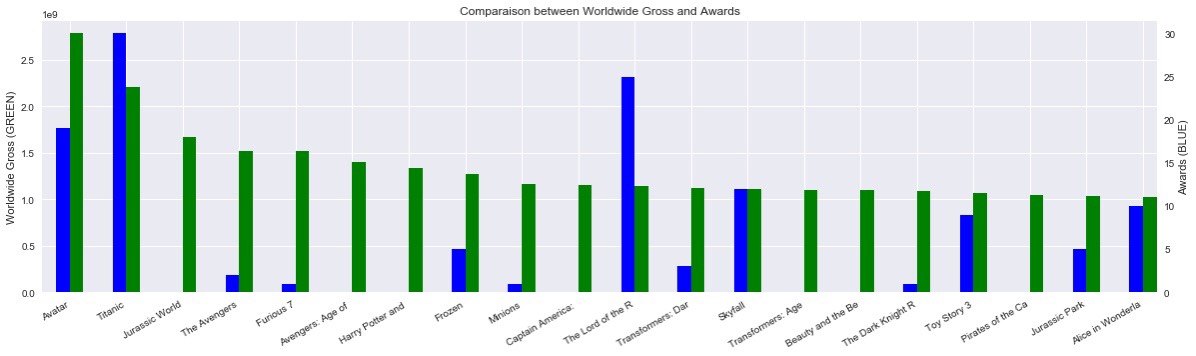 Comparaison between Worldwide Gross and Awards
1e9
Worldwide Gross (GREEN)
2.5
2.0
1.5
1.0
0.5
0.0
30
25
20
15
10
5
0
Awards (BLUE)
Avatar
Titanic
Jurassic World
The Avengers
Furious 7
Avengers: Age of
Harry Potter and
Frozen
Minions
Captain America:
The Lord of the R
Transformers: Dar
Skyfall
Transformers: Age
Beauty and the Be
The Dark Knight R
Toy Story 3
Pirates of the Ca
Jurassic Park
Alice in Wonderla